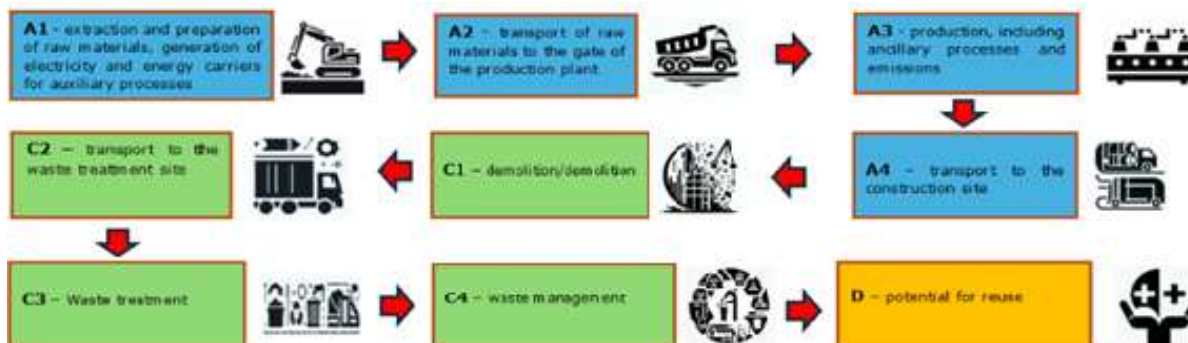 A1 - extraction and preparation
of raw materials, generation of
electricity and energy carriers
for auxiliary processes
A2 - transport of raw
materials to the gate of
the production plant
A3 - production, including
ancillary processes and
emissions
C2 – transport to the
waste treatment site
C1 – demolition/demolition
A4 – transport to the
construction site
C3 – Waste treatment
C4 – waste management
D – potential for reuse